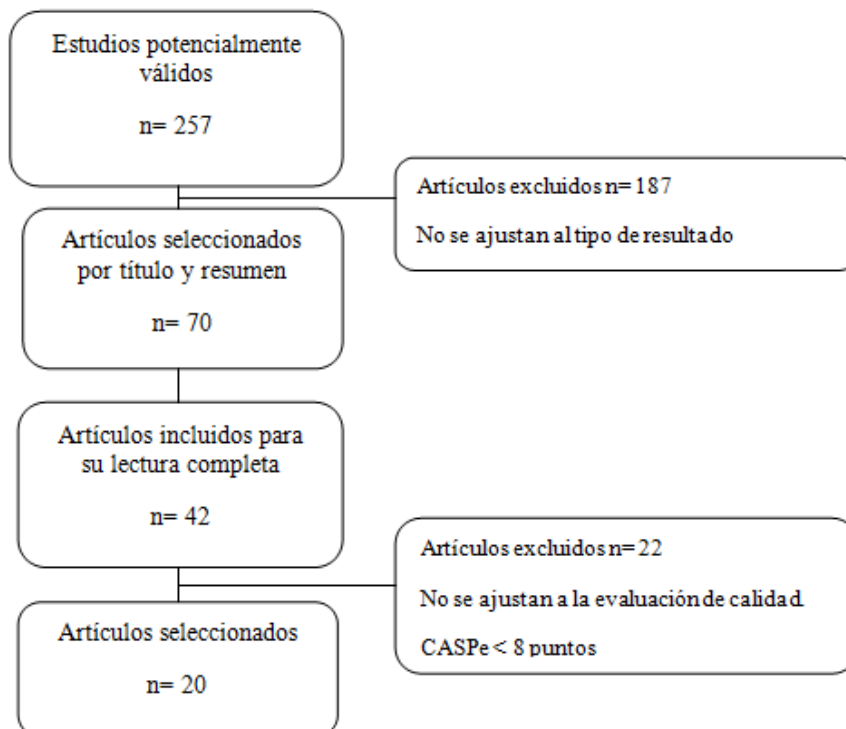 Estudios potencialmente
válidos
n= 257
Artículos excluidos n= 187
No se ajustan al tipo de resultado
Artículos seleccionados
por título y resumen
n= 70
Artículos incluidos para
su lectura completa
n= 42
Artículos excluidos n= 22
No se ajustan a la evaluación de calidad.
CASPe < 8 puntos
Artículos seleccionados
n= 20